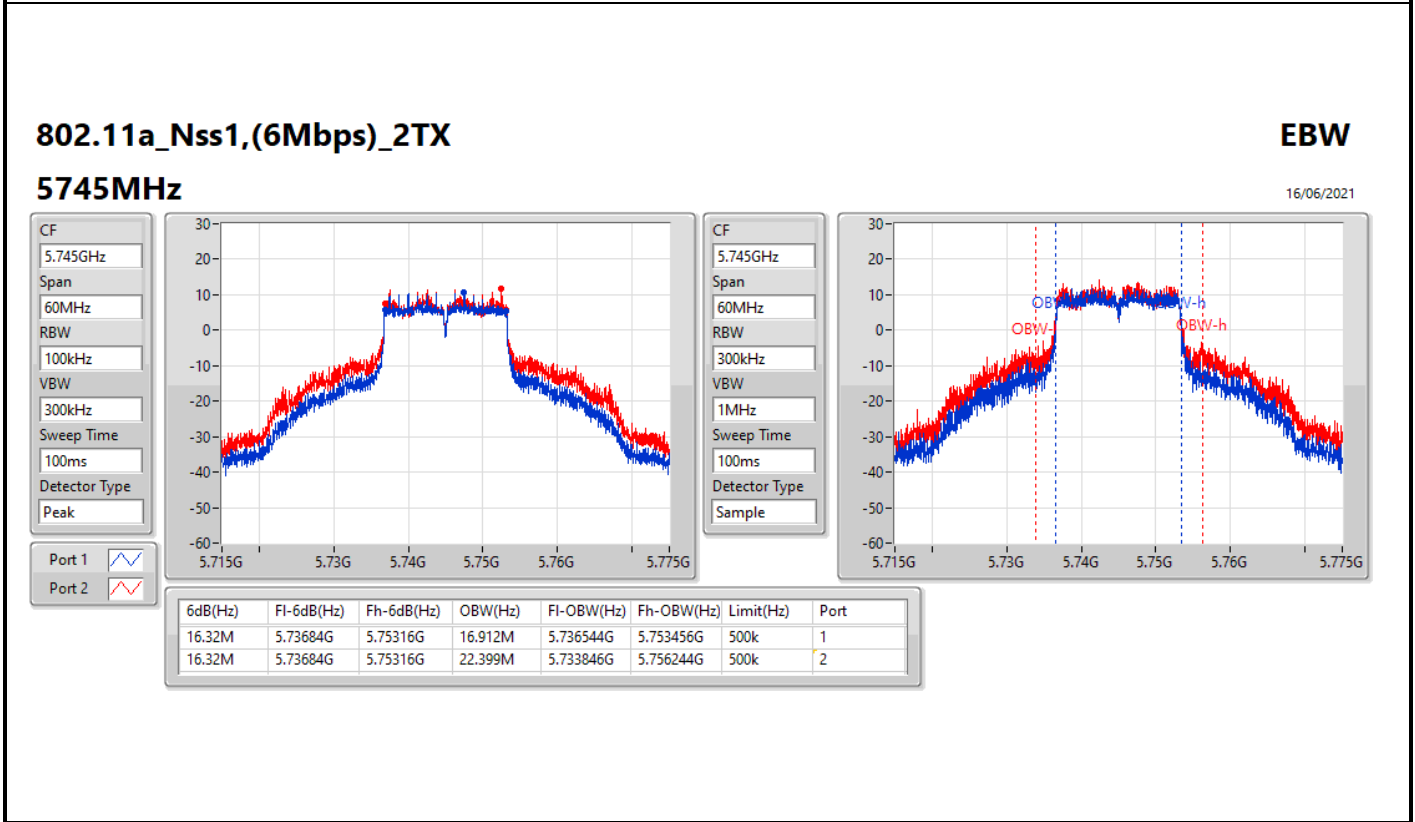 802.11a_Nss1,(6Mbps)_2TX EBW
5745MHz 16/06/2021
CF
5.745GHz
Span
60MHz
RBW
100kHz
VBW
300kHz
Sweep Time
100ms
Detector Type
Peak
Port 1
Port 2
30
20
10
0
-10
-20
-30
-40
-50
-60
5.715G 5.73G 5.74G 5.75G 5.76G 5.775G
CF
5.745GHz
Span
60MHz
RBW
300kHz
VBW
1MHz
Sweep Time
100ms
Detector Type
Sample
30
20
10
0
-10
-20
-30
-40
-50
-60
OBW-h
5.715G 5.73G 5.74G 5.75G 5.76G 5.775G
6dB(Hz) Fl-6dB(Hz) Fh-6dB(Hz) OBW(Hz) Fl-OBW(Hz) Fh-OBW(Hz) Limit(Hz) Port
16.32M 5.73684G 5.75316G 16.912M 5.736544G 5.753456G 500k 1
16.32M 5.73684G 5.75316G 22.399M 5.733846G 5.756244G 500k 2